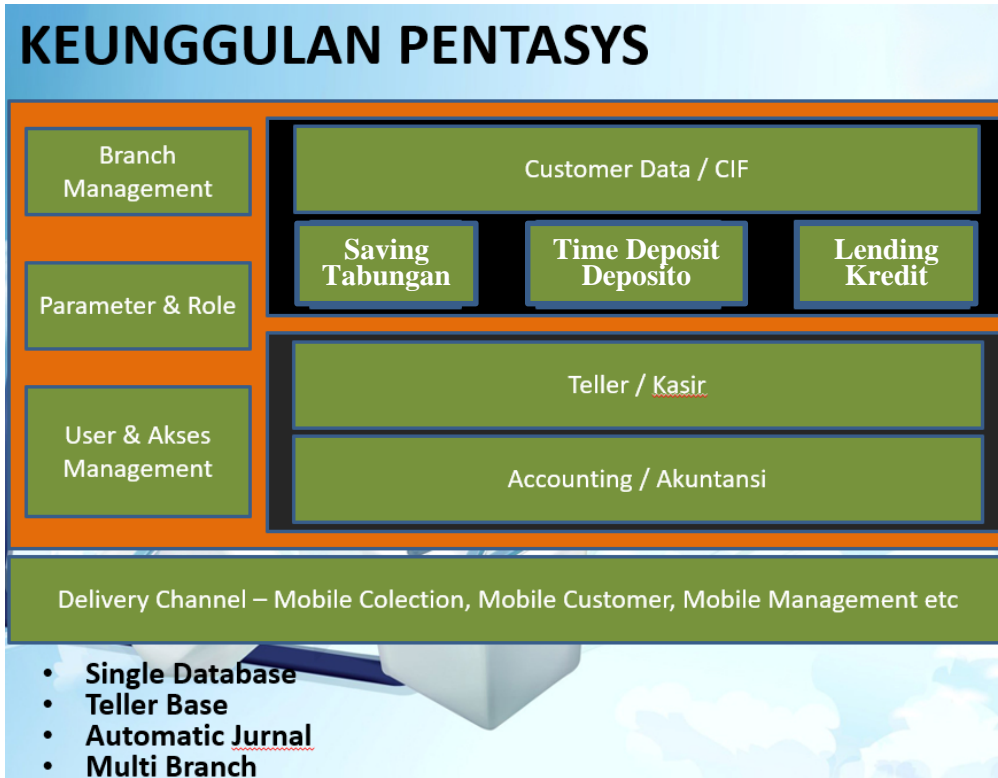 KEUNGGULAN PENTASYS
Branch
Management
Parameter & Role
User & Akses
Management
Customer Data / CIF
Saving
Tabungan
Time Deposit
Deposito
Lending
Kredit
Teller / Kasir
Accounting / Akuntansi
Delivery Channel – Mobile Colection, Mobile Customer, Mobile Management etc
• Single Database
• Teller Base
• Automatic Jurnal
• Multi Branch